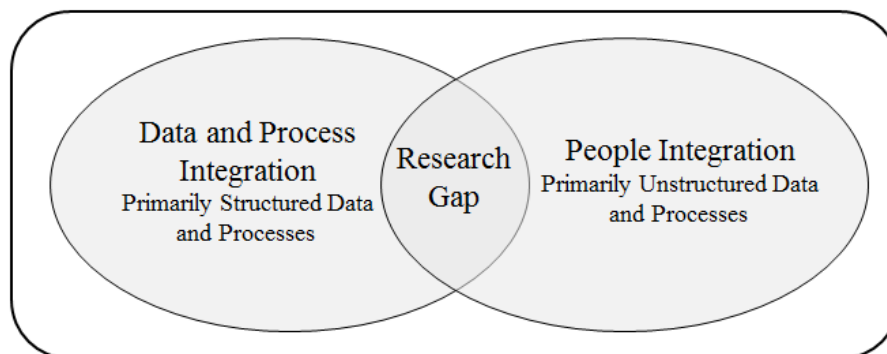 Data and Process
Integration
Primarily Structured Data
and Processes
Research
Gap
People Integration
Primarily Unstructured Data
and Processes